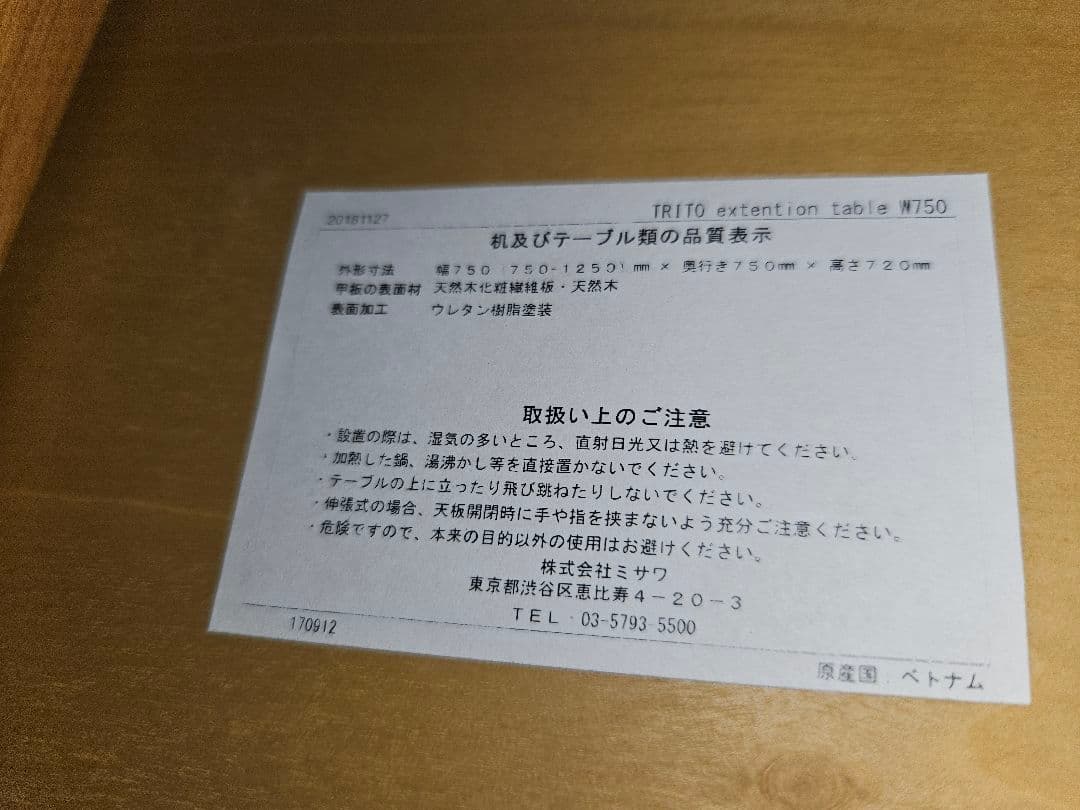 20181127
TRITO extention table W750
机及びテーブル類の品質表示
外形寸法 幅750(750-1250)mm × 奥行き750mm × 高さ720mm
甲板の表面材 天然木化粧繊維板・天然木
表面加工 ウレタン樹脂塗装
取扱い上のご注意
・設置の際は、湿気の多いところ、直射日光又は熱を避けてください。
・加熱した鍋、湯沸かし等を直接置かないでください。
・テーブルの上に立ったり飛び跳ねたりしないでください。
・伸張式の場合、天板開閉時に手や指を挟まないよう充分ご注意ください。
・危険ですので、本来の目的以外の使用はお避けください。
株式会社ミサワ
東京都渋谷区恵比寿4-20-3
TEL:03-5793-5500
170912
原産国:ベトナム